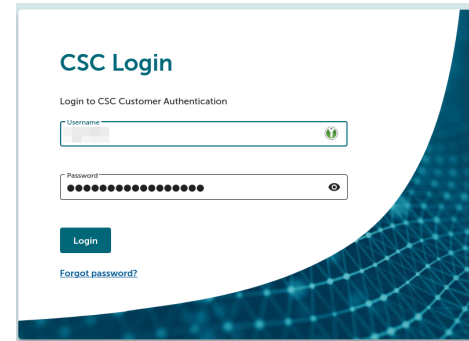 CSC Login
Login to CSC Customer Authentication
Username
Password
Login
Forgot password?